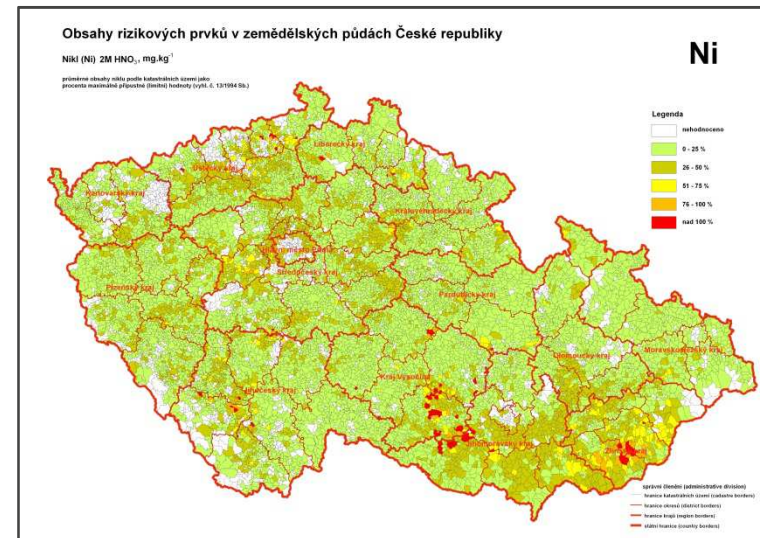 Obsahy rizikových prvků v zemědělských půdách České republiky
Nikl (Ni) 2M HNO3, mg.kg-1
Ni
průměrné obsahy niklu podle katastrálních území jako
procenta maximálně přípustné (limitní) hodnoty (vyhl. č. 13/1994 Sb.)
Legenda
nehodnoceno
0 - 25 %
26 - 50 %
51 - 75 %
76 - 100 %
nad 100 %
Liberecký kraj
Ústecký kraj
Karlovarský kraj
Královéhradecký kraj
Hlavní město Praha
Středočeský kraj
Plzeňský kraj
Pardubický kraj
Olomoucký kraj
Moravskoslezský kraj
Kraj Vysočina
Jihočeský kraj
Jihomoravský kraj
Zlínský kraj
správní členění (administrative division)
hranice katastrálních území (cadastre borders)
hranice okresů (district borders)
hranice krajů (region borders)
státní hranice (country borders)